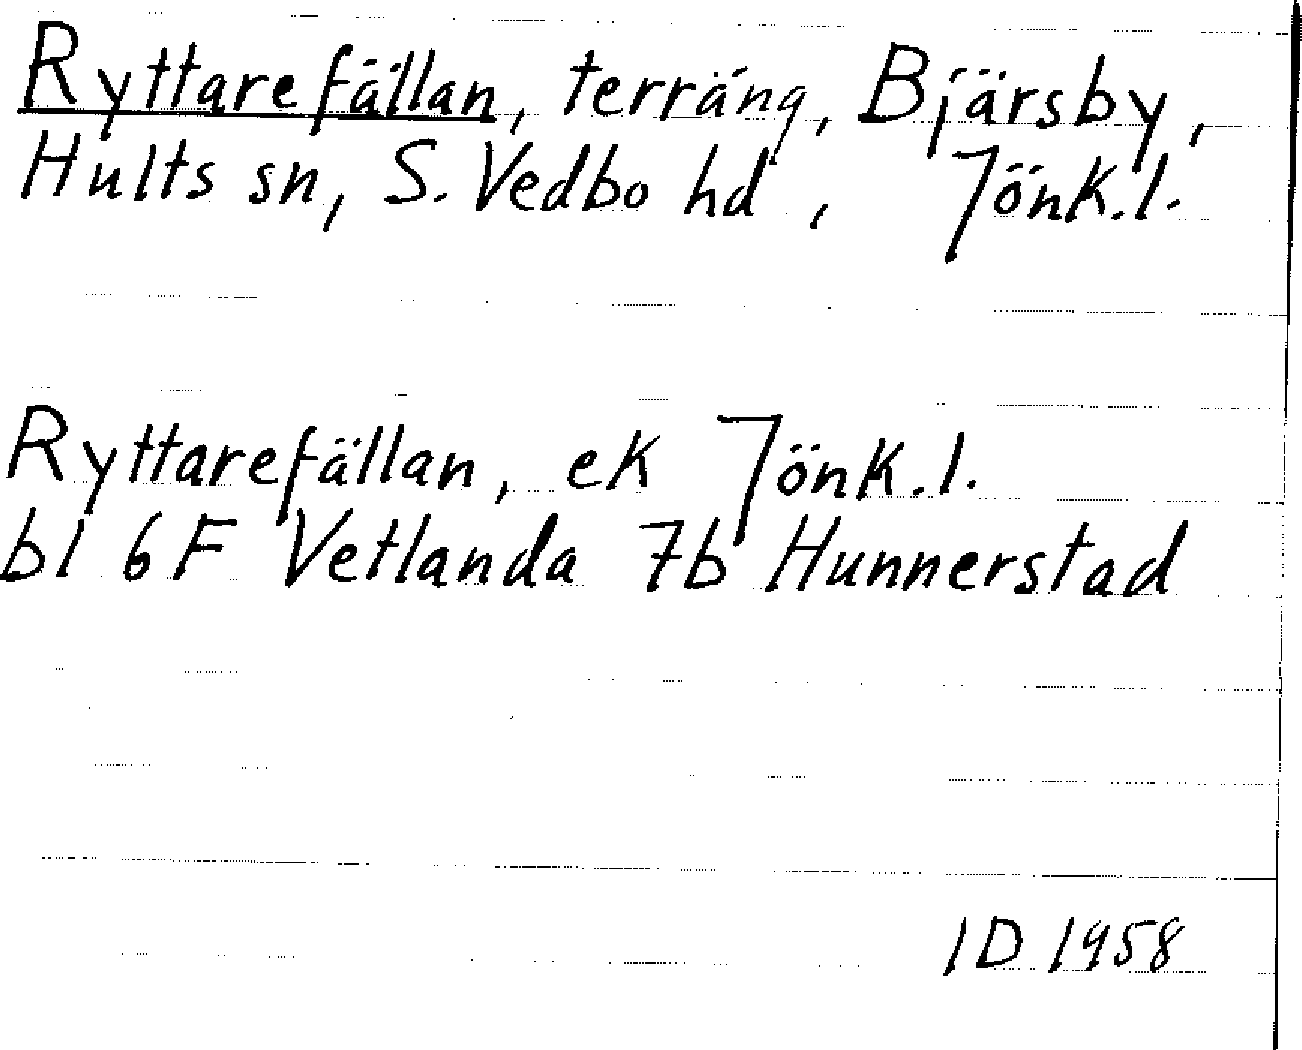 Ryttarefällan, terräng, Bjärsby,
Hults sn, S. Vedbo hd, Jönk.l.
Ryttarefällan, ek Jönk.l.
bl 6F Vetlanda 7b Hunnerstad
ID 1958